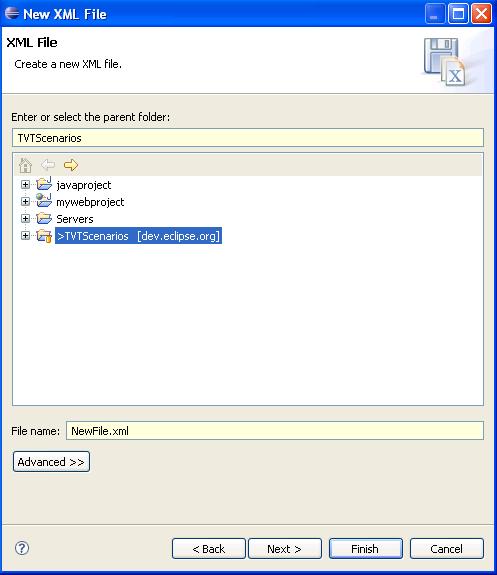 New XML File
XML File
Create a new XML file.
X
Enter or select the parent folder:
TVTScenarios
javaproject
mywebproject
Servers
>TVTScenarios [dev.eclipse.org]
File name: NewFile.xml
Advanced >>
? < Back Next > Finish Cancel